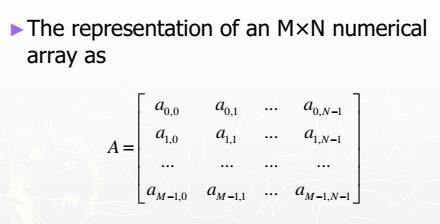 ►The representation of an M×N numerical
array as
a0,0 a0,1 ... a0,N−1
a1,0 a1,1 ... a1,N−1
A =
... ... ... ...
aM−1,0 aM−1,1 ... aM−1,N−1